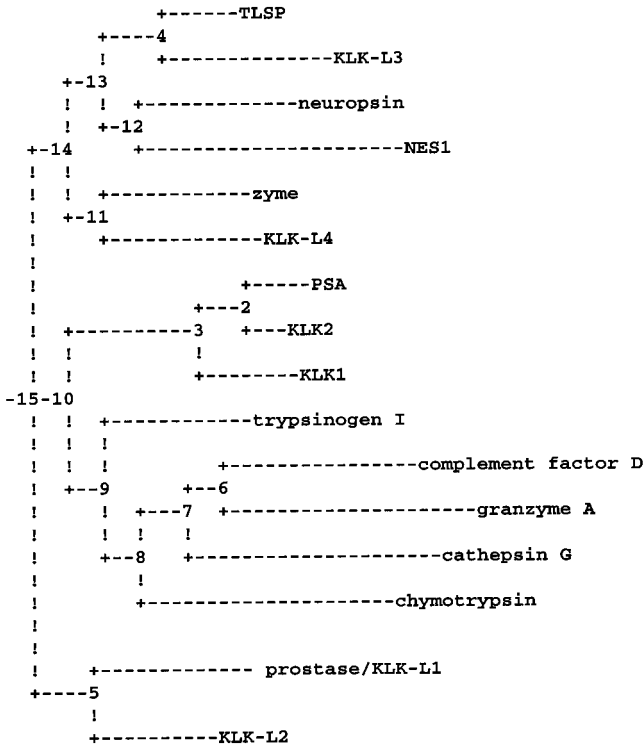 +-------TLSP
+-----4
! +---------------KLK-L3
+-13
! ! +-------------neuropsin
! +-12
+-14 +-----------------------NES1
! !
! ! +-------------zyme
! +-11
! +--------------KLK-L4
!
! +-----PSA
! +---2
! +-----------3 +---KLK2
! ! !
! ! +---------KLK1
-15-10
! ! +-------------trypsinogen I
! ! !
! ! ! +-----------------complement factor D
! +--9 +--6
! ! +---7 +----------------------granzyme A
! ! ! !
! +--8 +----------------------cathepsin G
! !
! +----------------------chymotrypsin
!
!
! +------------- prostase/KLK-L1
+-----5
!
+-----------KLK-L2